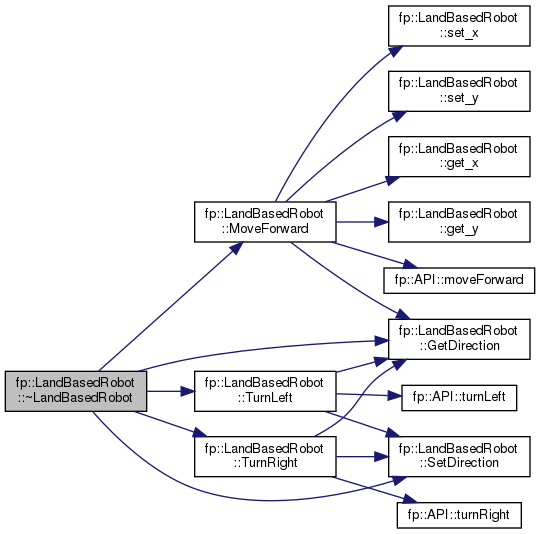 fp::LandBasedRobot
::~LandBasedRobot
fp::LandBasedRobot
::MoveForward
fp::LandBasedRobot
::TurnLeft
fp::LandBasedRobot
::TurnRight
fp::LandBasedRobot
::set_x
fp::LandBasedRobot
::set_y
fp::LandBasedRobot
::get_x
fp::LandBasedRobot
::get_y
fp::API::moveForward
fp::LandBasedRobot
::GetDirection
fp::API::turnLeft
fp::LandBasedRobot
::SetDirection
fp::API::turnRight